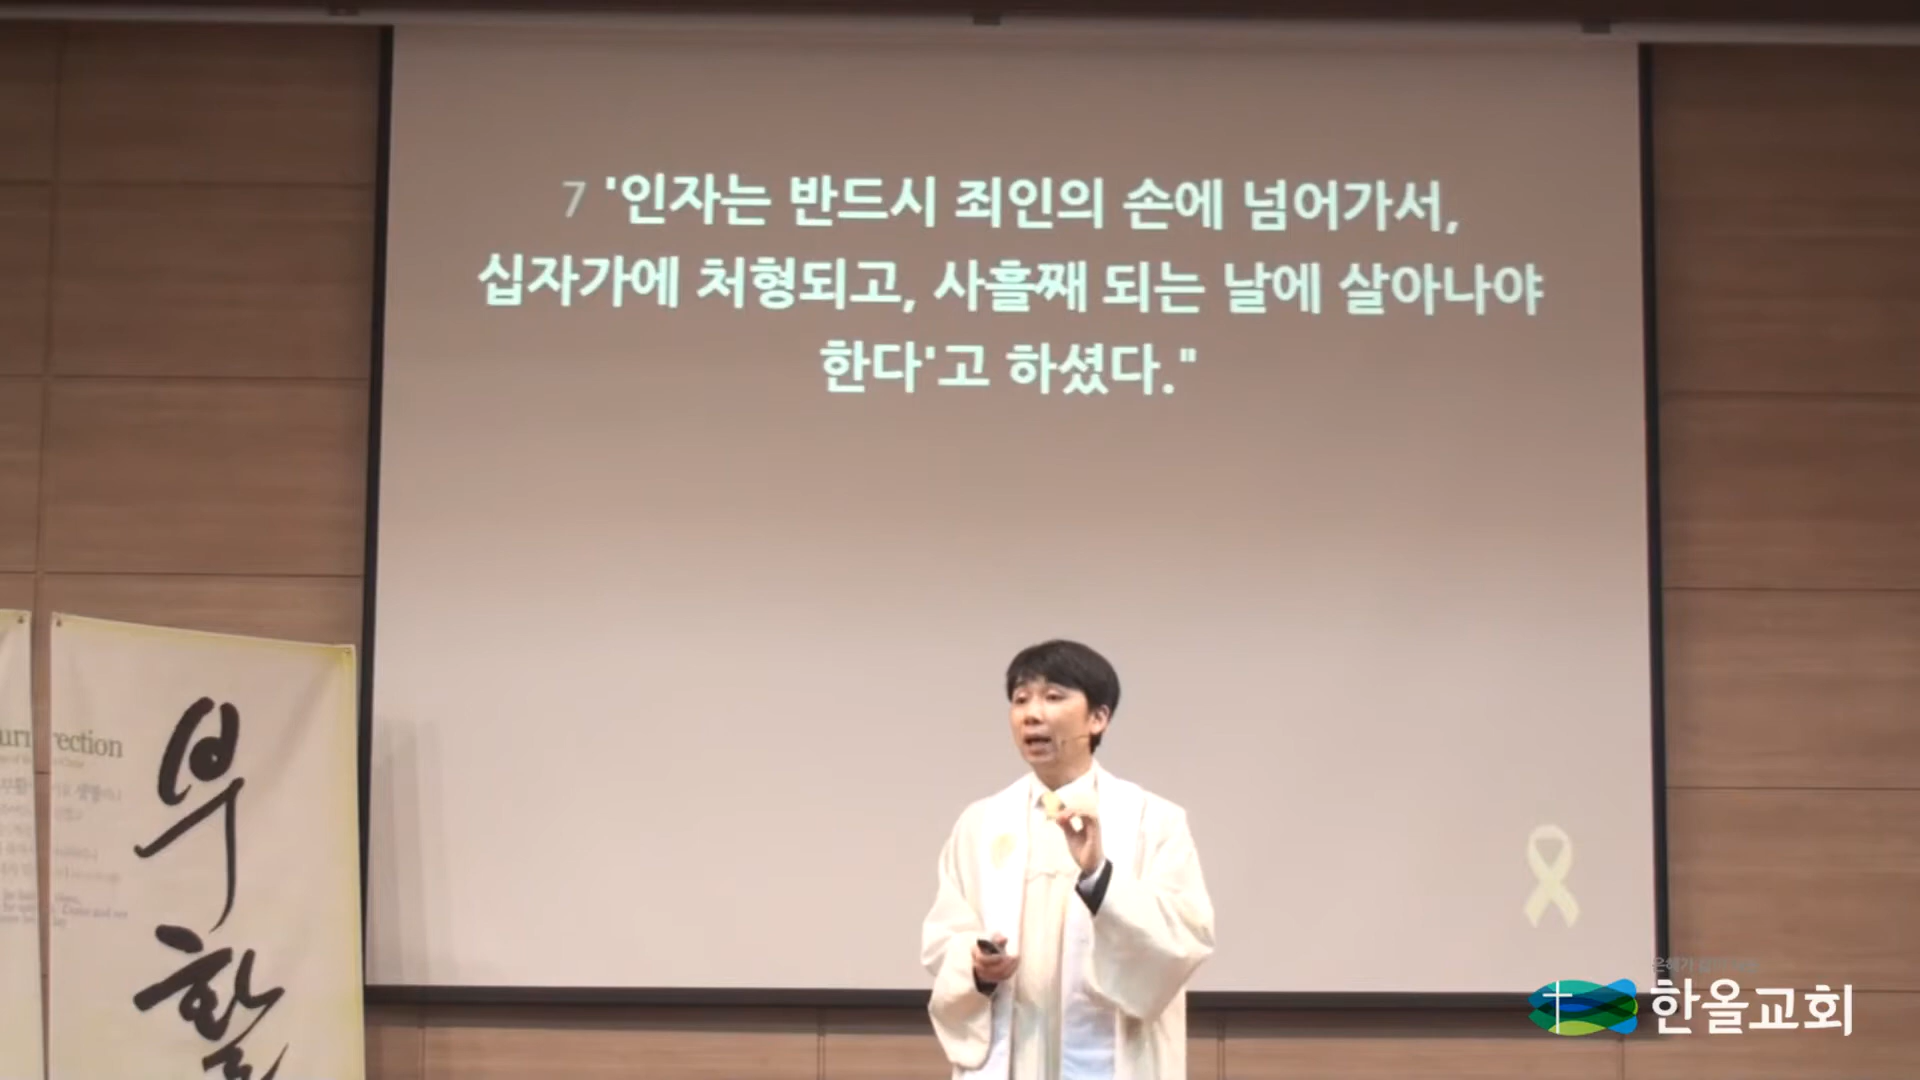 7 '인자는 반드시 죄인의 손에 넘어가서,
십자가에 처형되고, 사흘째 되는 날에 살아나야
한다'고 하셨다."
rection
부활
한올교회